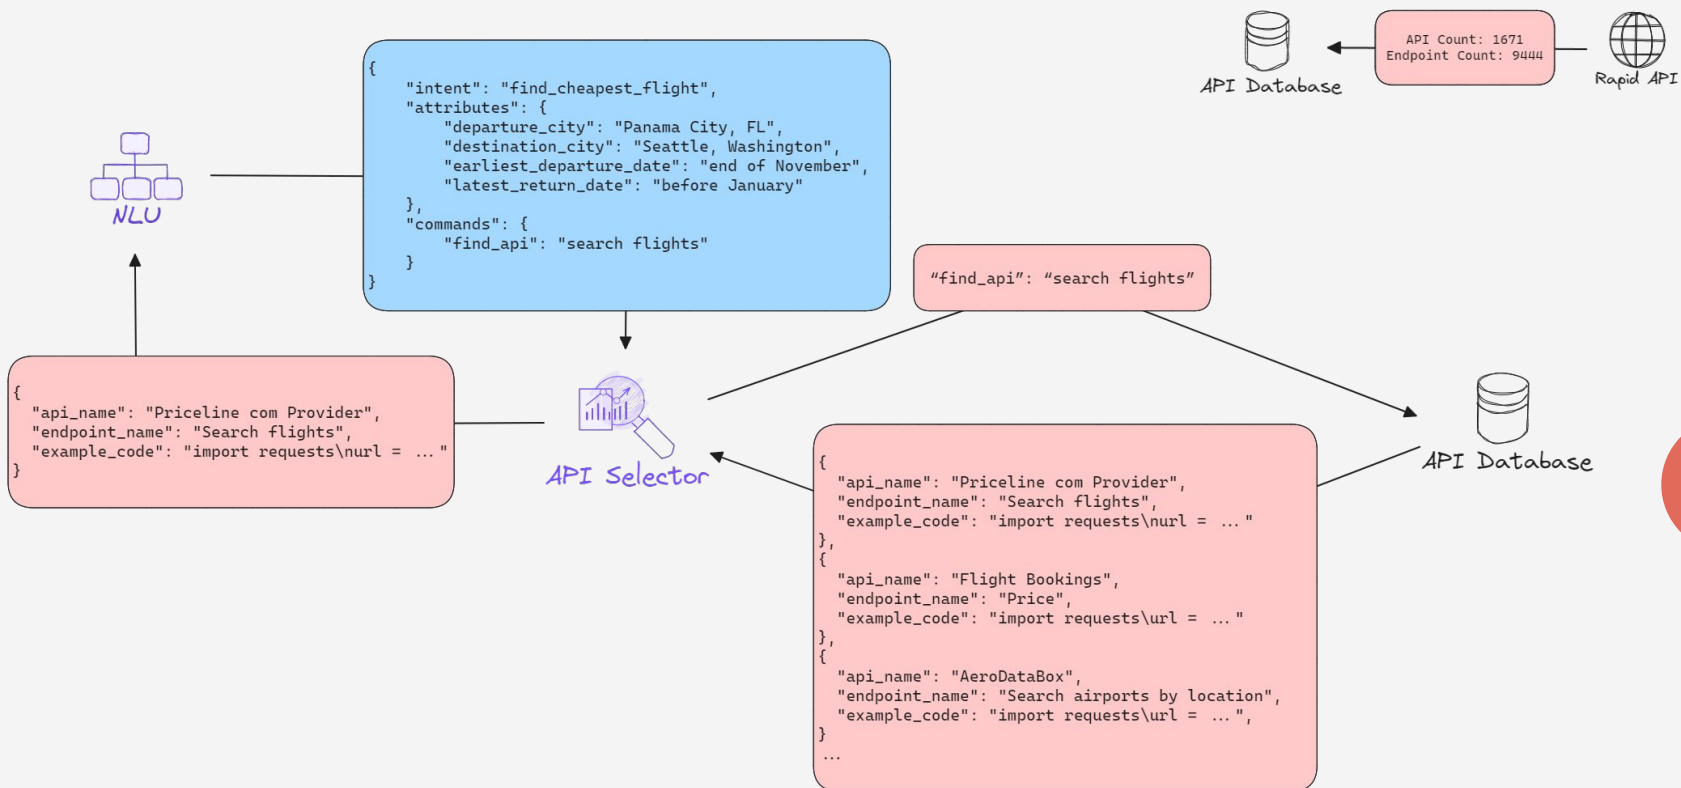 {
"intent": "find_cheapest_flight",
"attributes": {
"departure_city": "Panama City, FL",
"destination_city": "Seattle, Washington",
"earliest_departure_date": "end of November",
"latest_return_date": "before January"
},
"commands": {
"find_api": "search flights"
}
}
API Count: 1671
Endpoint Count: 9444
API Database
Rapid API
NLU
“find_api”: “search flights”
{
"api_name": "Priceline com Provider",
"endpoint_name": "Search flights",
"example_code": "import requests\nurl = ..."
}
API Selector
API Database
{
"api_name": "Priceline com Provider",
"endpoint_name": "Search flights",
"example_code": "import requests\nurl = ..."
},
{
"api_name": "Flight Bookings",
"endpoint_name": "Price",
"example_code": "import requests\url = ..."
},
{
"api_name": "AeroDataBox",
"endpoint_name": "Search airports by location",
"example_code": "import requests\url = ...",
}
...